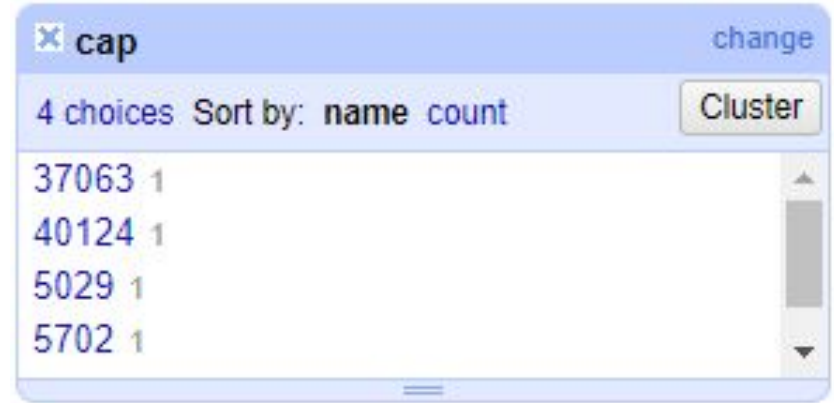 cap change
4 choices Sort by: name count Cluster
37063 1
40124 1
5029 1
5702 1